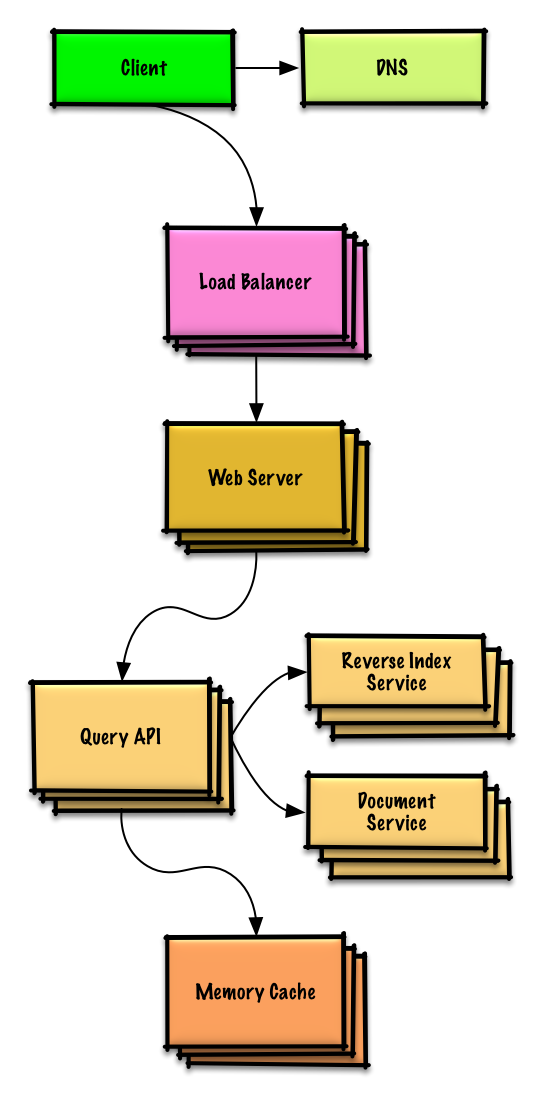 Client
DNS
Load Balancer
Web Server
Reverse Index
Service
Query API
Document
Service
Memory Cache